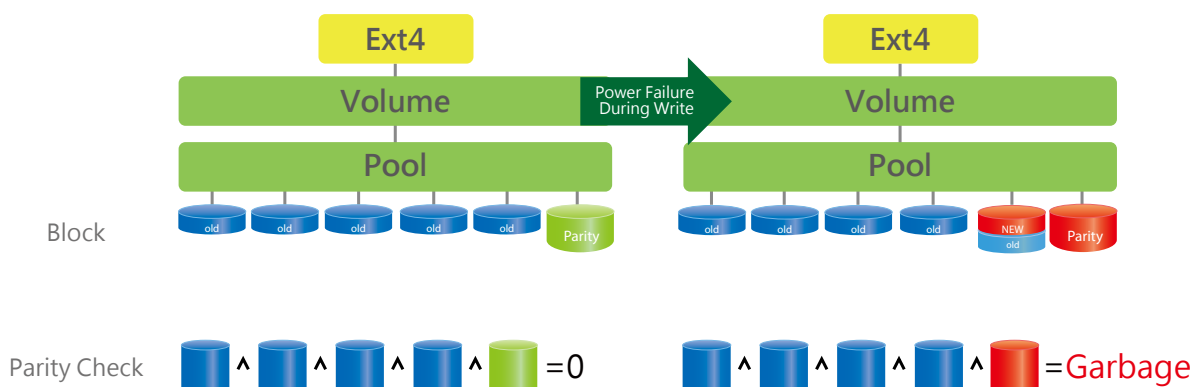 Ext4
Ext4
Volume
Power Failure
During Write
Volume
Pool
Pool
Block
old
old
old
old
old
Parity
old
old
old
old
NEW
old
Parity
Parity Check
^ ^ ^ ^ =0
^ ^ ^ ^ =Garbage